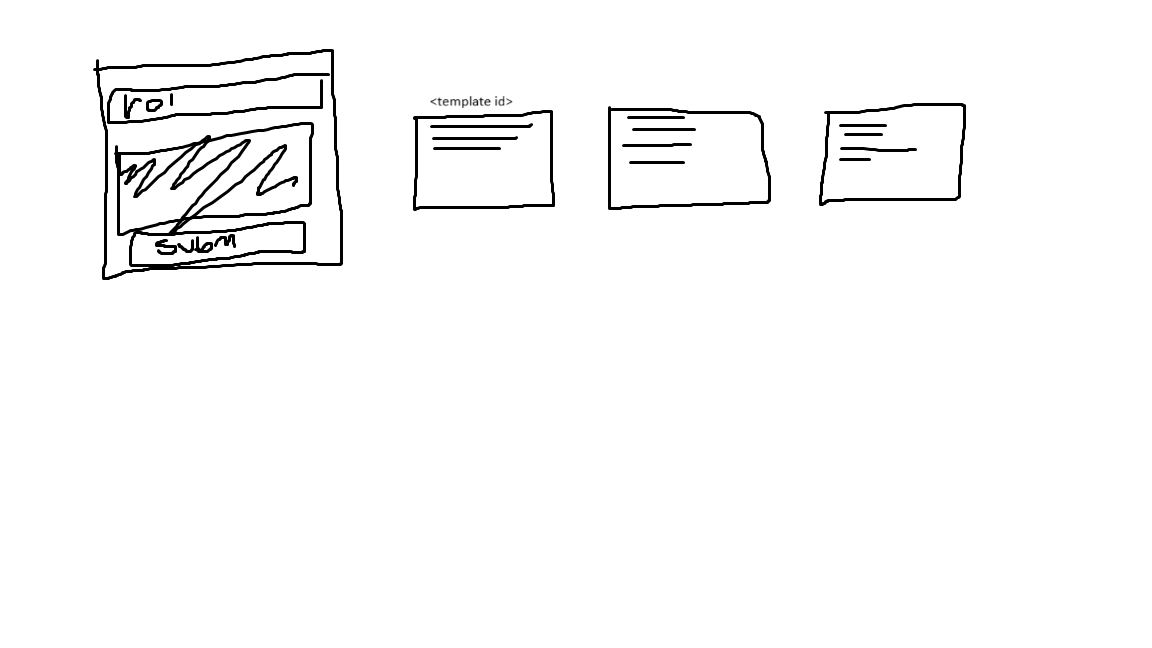 rol
<template id>
subm